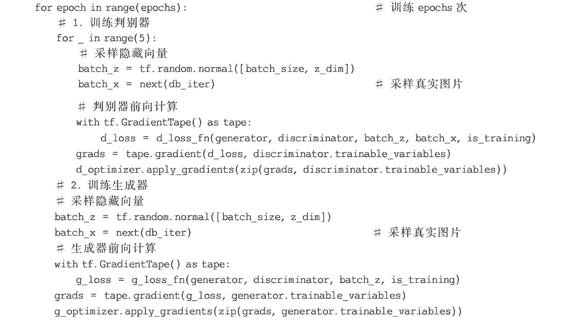 for epoch in range(epochs): # 训练 epochs 次
# 1. 训练判别器
for _ in range(5):
# 采样隐藏向量
batch_z = tf.random.normal([batch_size, z_dim])
batch_x = next(db_iter) # 采样真实图片
# 判别器前向计算
with tf.GradientTape() as tape:
d_loss = d_loss_fn(generator, discriminator, batch_z, batch_x, is_training)
grads = tape.gradient(d_loss, discriminator.trainable_variables)
d_optimizer.apply_gradients(zip(grads, discriminator.trainable_variables))
# 2. 训练生成器
# 采样隐藏向量
batch_z = tf.random.normal([batch_size, z_dim])
batch_x = next(db_iter) # 采样真实图片
# 生成器前向计算
with tf.GradientTape() as tape:
g_loss = g_loss_fn(generator, discriminator, batch_z, is_training)
grads = tape.gradient(g_loss, generator.trainable_variables)
g_optimizer.apply_gradients(zip(grads, generator.trainable_variables))